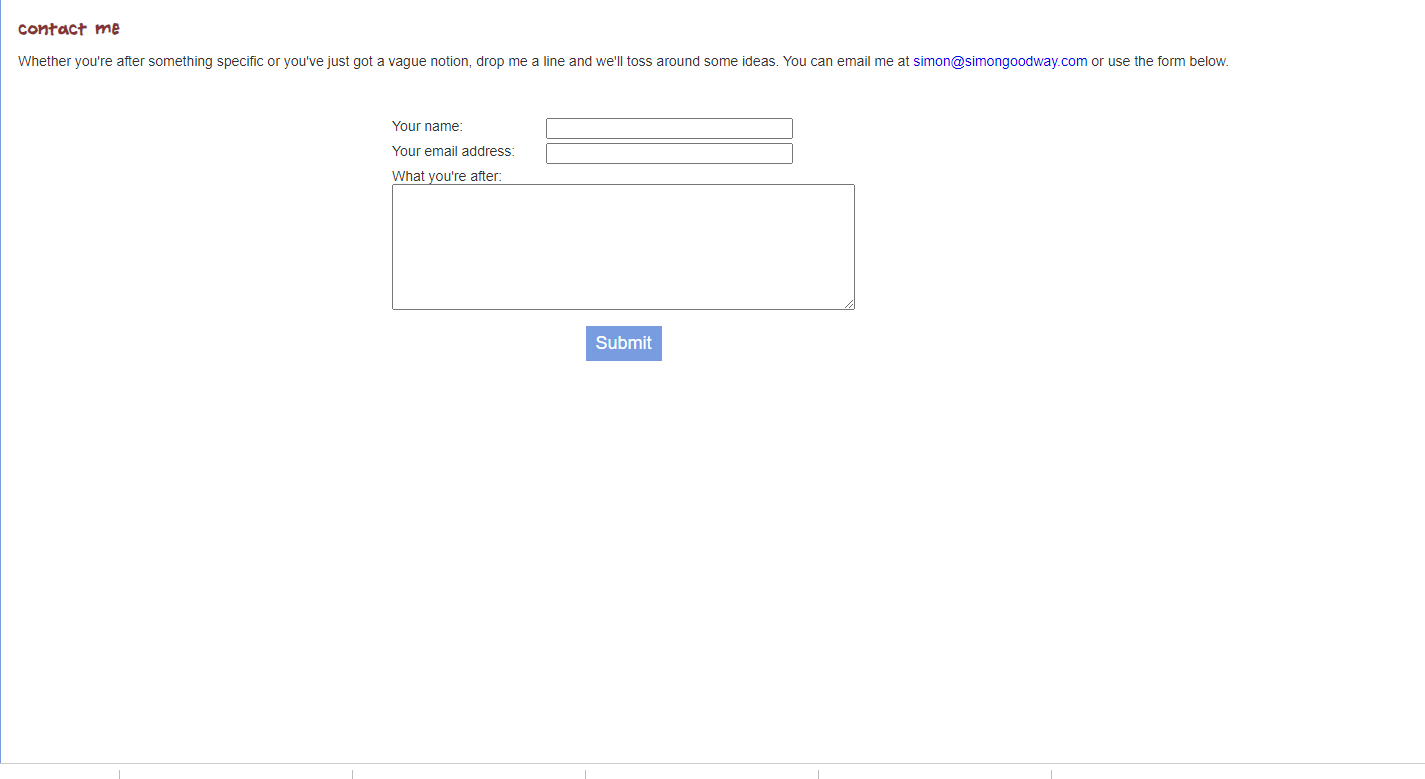 contact me
Whether you're after something specific or you've just got a vague notion, drop me a line and we'll toss around some ideas. You can email me at simon@simongoodway.com or use the form below.
Your name:
Your email address:
What you're after:
Submit